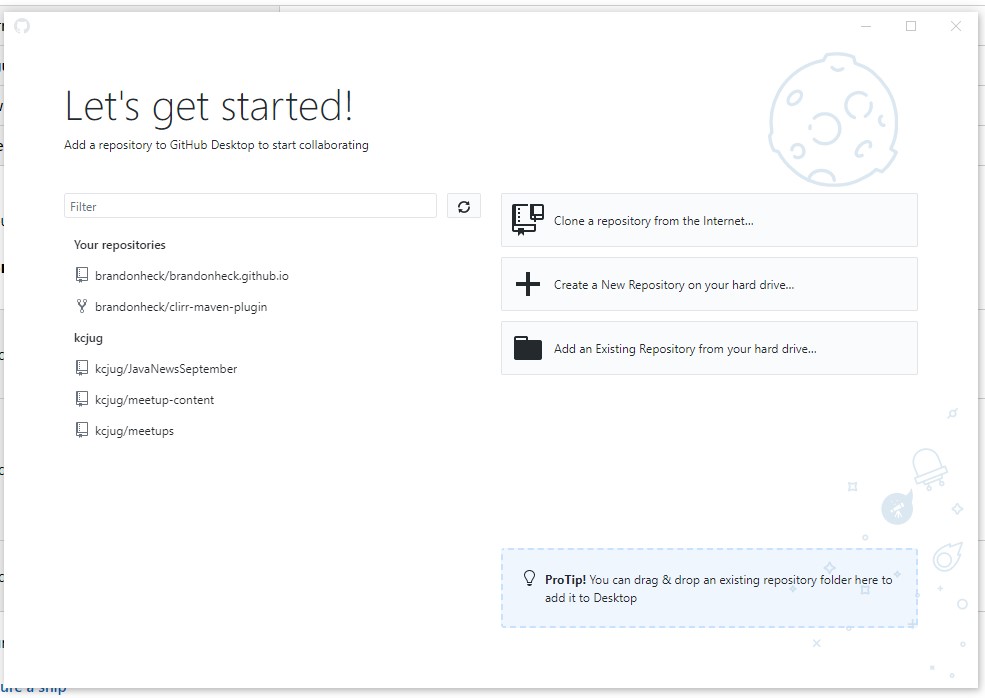 Let's get started!
Add a repository to GitHub Desktop to start collaborating
Filter
Your repositories
brandonheck/brandonheck.github.io
brandonheck/clirr-maven-plugin
kcjug
kcjug/JavaNewsSeptember
kcjug/meetup-content
kcjug/meetups
Clone a repository from the Internet...
Create a New Repository on your hard drive...
Add an Existing Repository from your hard drive...
ProTip! You can drag & drop an existing repository folder here to
add it to Desktop
a ship